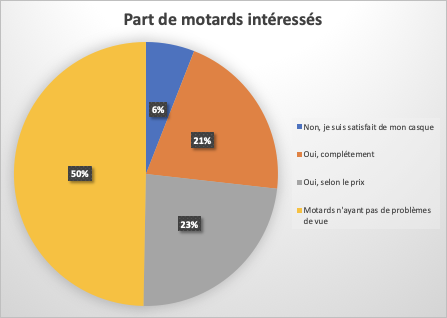 Part de motards intéressés
6%
21%
50%
23%
Non, je suis satisfait de mon casque
Oui, complétement
Oui, selon le prix
Motards n'ayant pas de problèmes
de vue